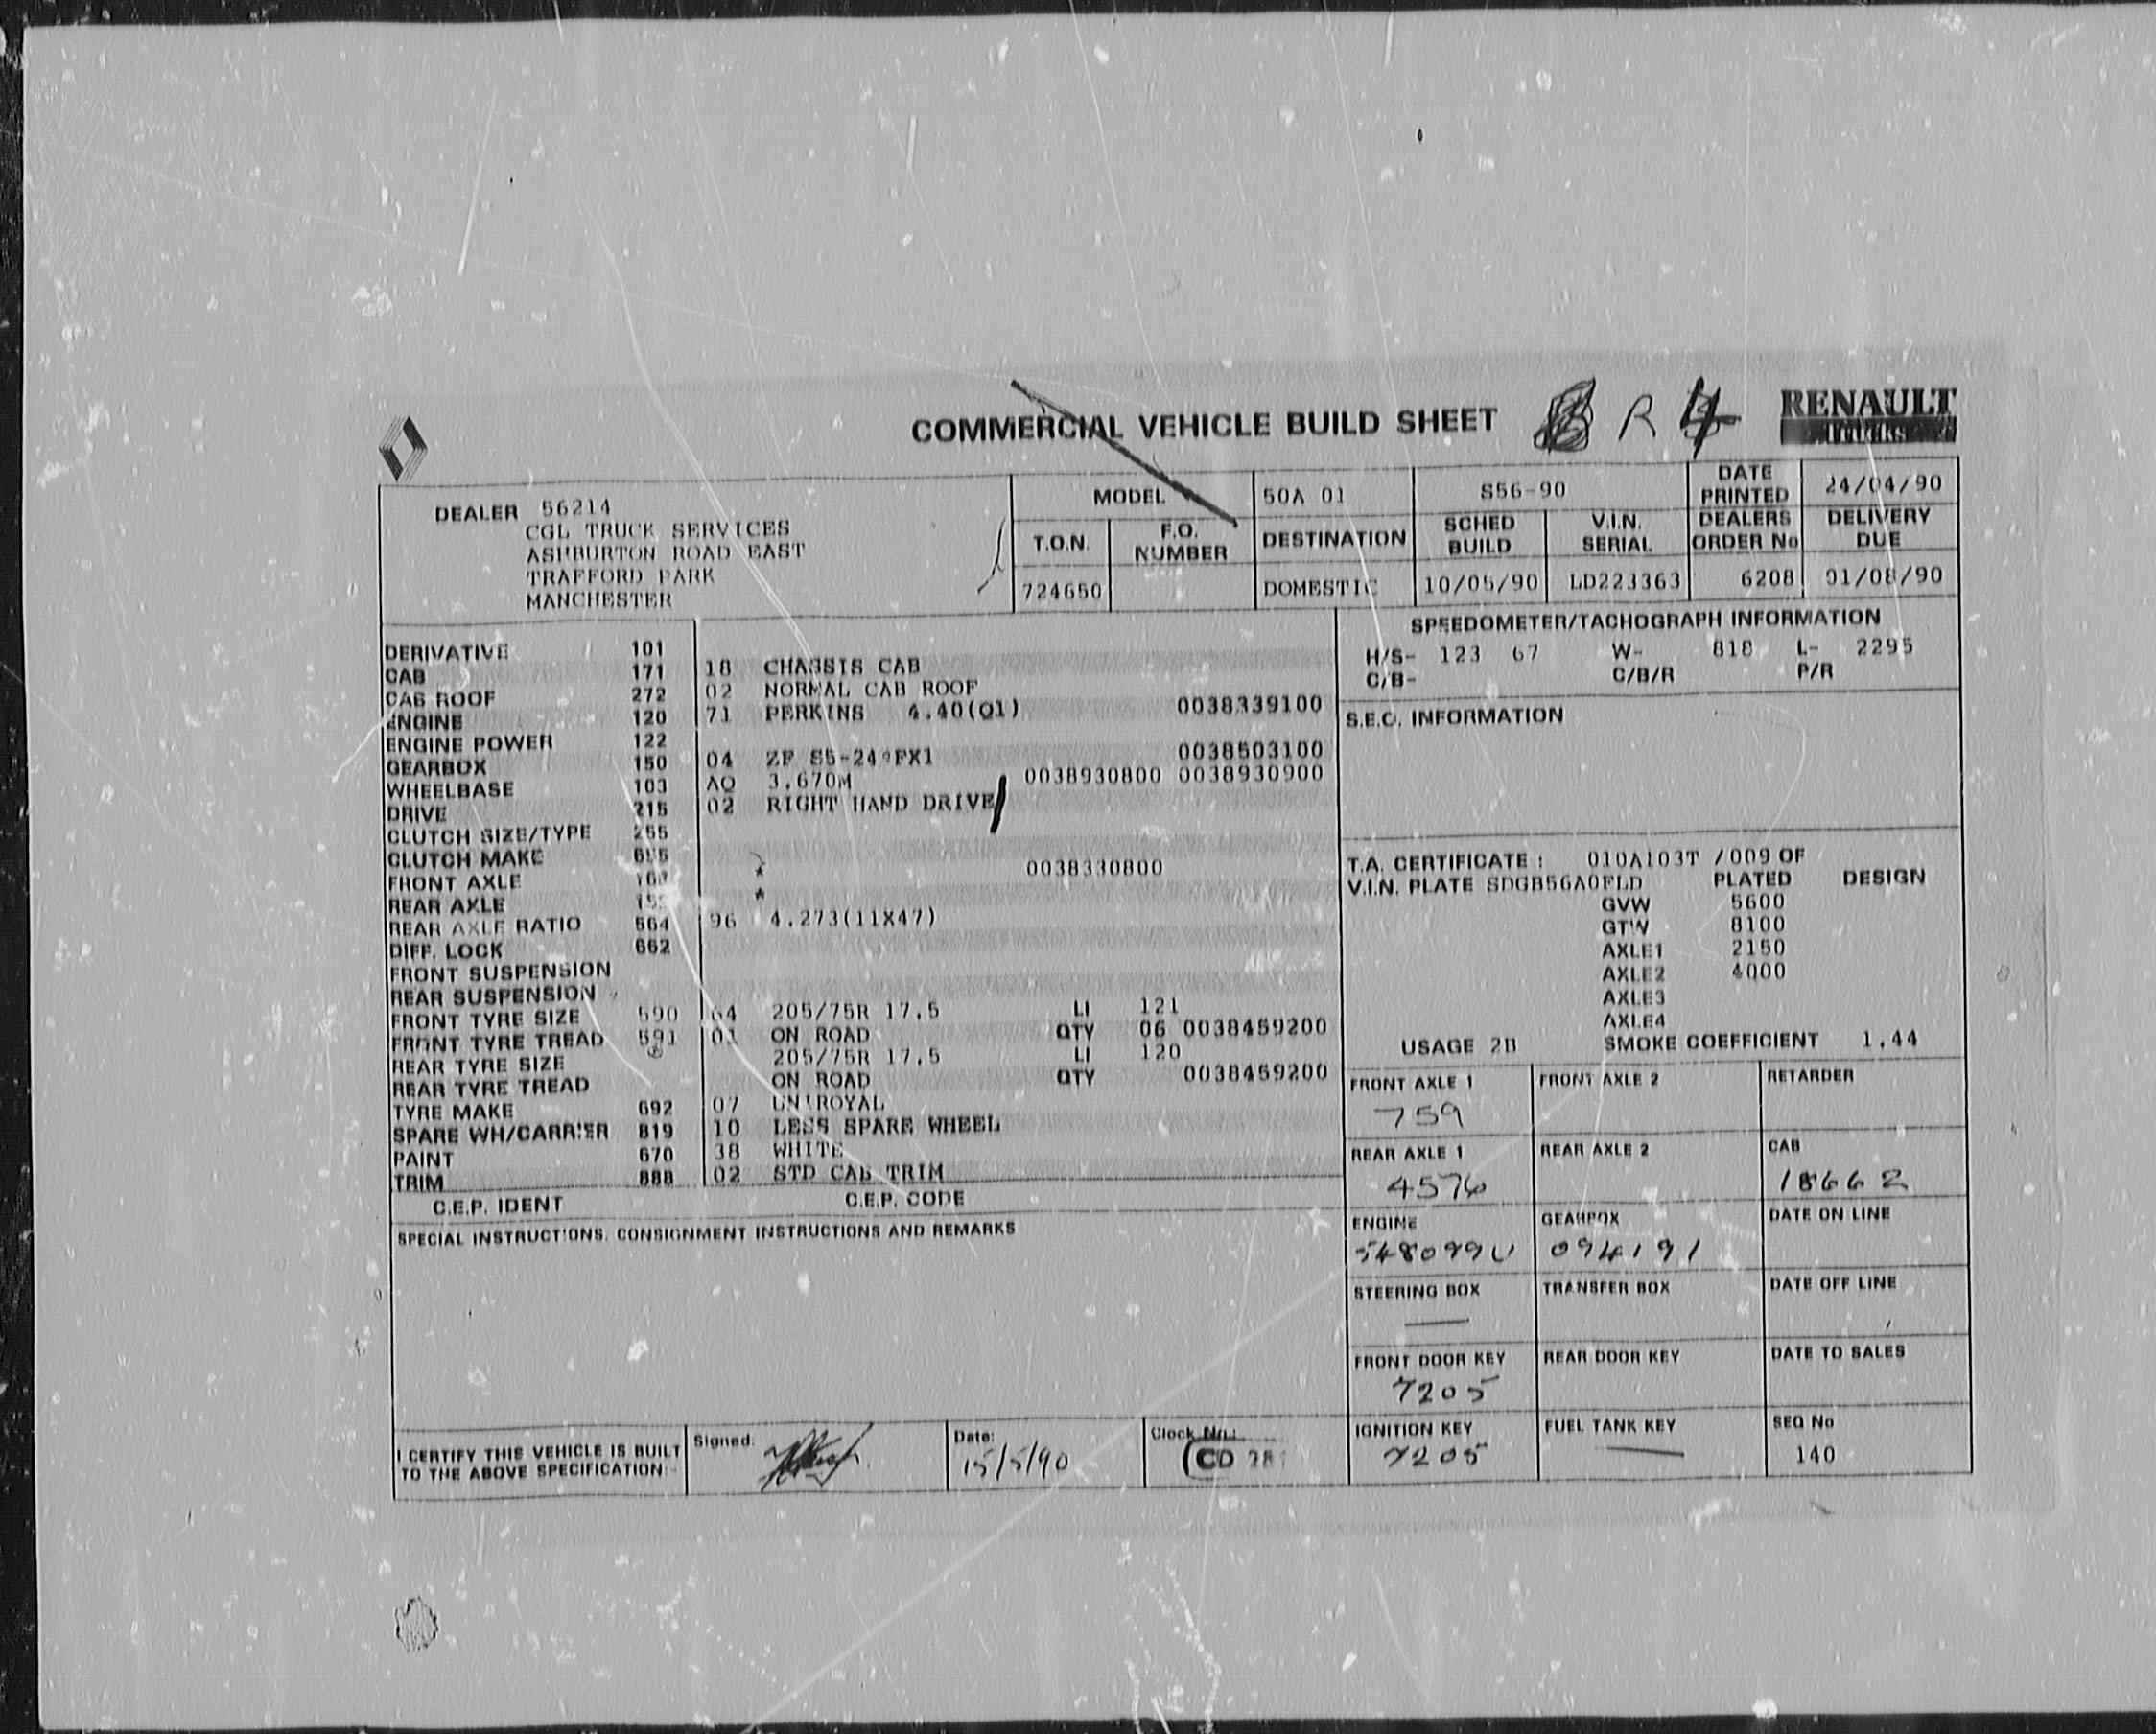 COMMERCIAL VEHICLE BUILD SHEET R 4 RENAULT
TRUCKS
DEALER 56214
CGL TRUCK SERVICES
ASHBURTON ROAD EAST
TRAFFORD PARK
MANCHESTER
MODEL 50A 01 S56-90 DATE PRINTED 24/04/90
T.O.N. F.O. NUMBER DESTINATION SCHED BUILD V.I.N. SERIAL DEALERS ORDER No DELIVERY DUE
724650 DOMESTIC 10/05/90 LD223363 6208 01/08/90
DERIVATIVE 101
CAB 171 18 CHASSIS CAB
CAB ROOF 272 02 NORMAL CAB ROOF
ENGINE 120 71 PERKINS 4.40(Q1) 0038339100
ENGINE POWER 122
GEARBOX 150 04 ZF 0038503100
WHEELBASE 103 AQ 3.670M 0038930800 0038930900
DRIVE 215 02 RIGHT HAND DRIVE
CLUTCH SIZE/TYPE 255
CLUTCH MAKE
FRONT AXLE * 0038330800
REAR AXLE *
REAR AXLE RATIO 564 96 4.273(11X47)
DIFF. LOCK 662
FRONT SUSPENSION
REAR SUSPENSION
FRONT TYRE SIZE 590 64 205/75R 17.5 LI 121
FRONT TYRE TREAD 591 01 ON ROAD QTY 06 0038459200
REAR TYRE SIZE 205/75R 17.5 LI 120
REAR TYRE TREAD ON ROAD QTY 0038459200
TYRE MAKE 692 07 UNIROYAL
SPARE WH/CARRIER 819 10 LESS SPARE WHEEL
PAINT 670 38 WHITE
TRIM 888 02 STD CAB TRIM
C.E.P. IDENT C.E.P. CODE
SPECIAL INSTRUCTIONS, CONSIGNMENT INSTRUCTIONS AND REMARKS
SPEEDOMETER/TACHOGRAPH INFORMATION
H/S- 123 67 W- 818 L- 2295
C/B- C/B/R P/R
S.E.O. INFORMATION
T.A. CERTIFICATE : 010A103T /009 OF
V.I.N. PLATE SDGB56A0FLD PLATED DESIGN
GVW 5600
GTW 8100
AXLE1 2150
AXLE2 4000
AXLE3
AXLE4
USAGE 2B SMOKE COEFFICIENT 1.44
FRONT AXLE 1 FRONT AXLE 2 RETARDER
759
REAR AXLE 1 REAR AXLE 2 CAB
4576 18662
ENGINE GEARBOX DATE ON LINE
094191
STEERING BOX TRANSFER BOX DATE OFF LINE
FRONT DOOR KEY REAR DOOR KEY DATE TO SALES
7205
IGNITION KEY FUEL TANK KEY SEQ No
7205 140
I CERTIFY THIS VEHICLE IS BUILT
TO THE ABOVE SPECIFICATION:-
Signed:
Date: 15/5/90
Clock No.: CD